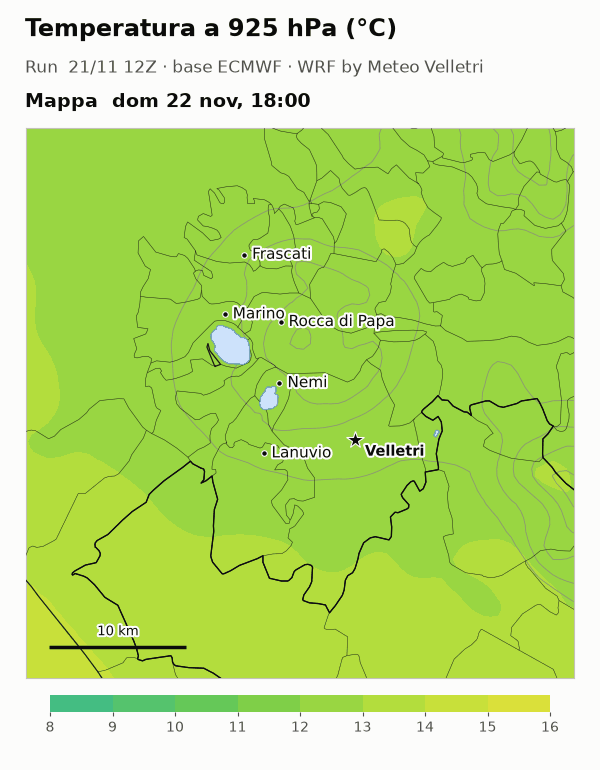 Temperatura a 925 hPa (°C)
Run  21/11 12Z · base ECMWF · WRF by Meteo Velletri
Mappa  dom 22 nov, 18:00
Frascati
Marino
Rocca di Papa
Nemi
Velletri
Lanuvio
10 km
8 9 10 11 12 13 14 15 16